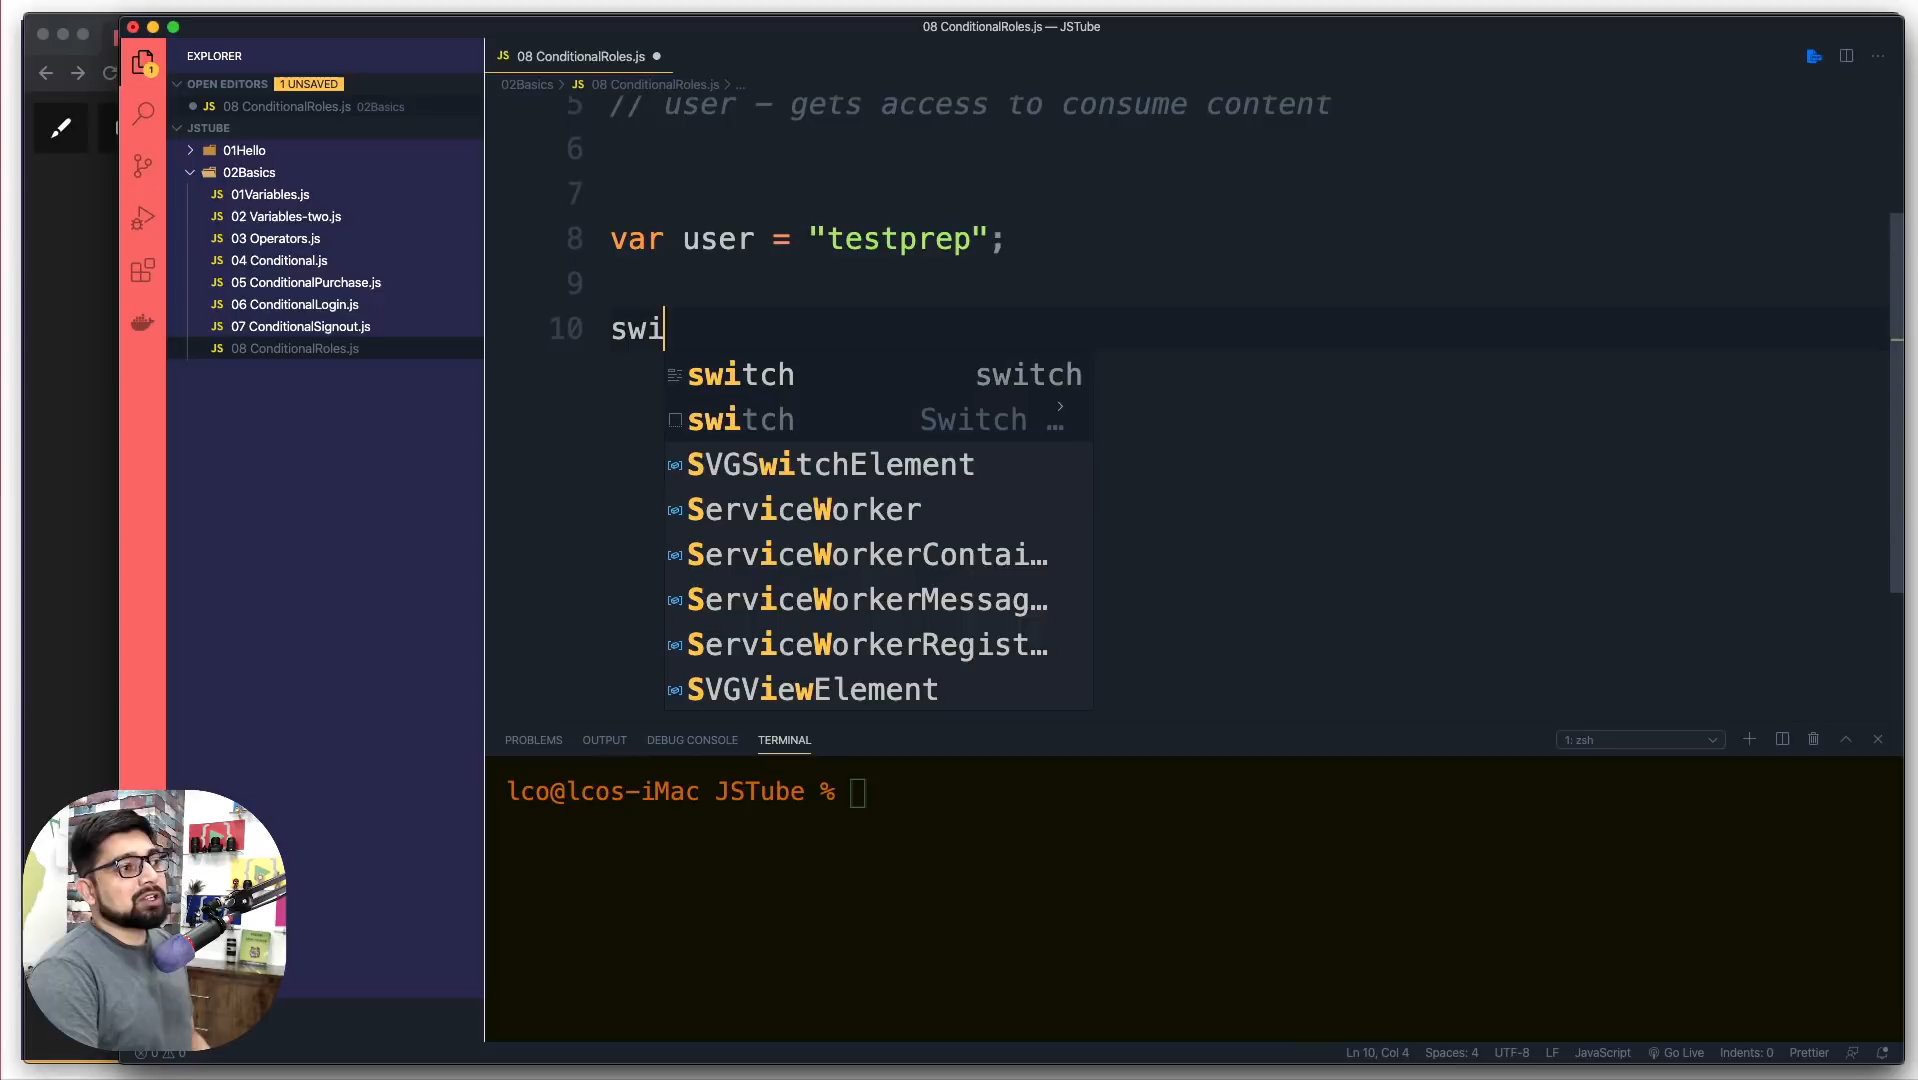 08 ConditionalRoles.js — JSTube
EXPLORER
OPEN EDITORS 1 UNSAVED
JS 08 ConditionalRoles.js 02Basics
JSTUBE
01Hello
02Basics
JS 01Variables.js
JS 02 Variables-two.js
JS 03 Operators.js
JS 04 Conditional.js
JS 05 ConditionalPurchase.js
JS 06 ConditionalLogin.js
JS 07 ConditionalSignout.js
JS 08 ConditionalRoles.js
1
JS 08 ConditionalRoles.js
02Basics > JS 08 ConditionalRoles.js > ...
5 // user - gets access to consume content
6
7
8 var user = "testprep";
9
10 swi
switch switch
switch Switch …
SVGSwitchElement
ServiceWorker
ServiceWorkerContai…
ServiceWorkerMessag…
ServiceWorkerRegist…
SVGViewElement
PROBLEMS OUTPUT DEBUG CONSOLE TERMINAL 1: zsh
lco@lcos-iMac JSTube %
0 0 Ln 10, Col 4 Spaces: 4 UTF-8 LF JavaScript Go Live Indents: 0 Prettier